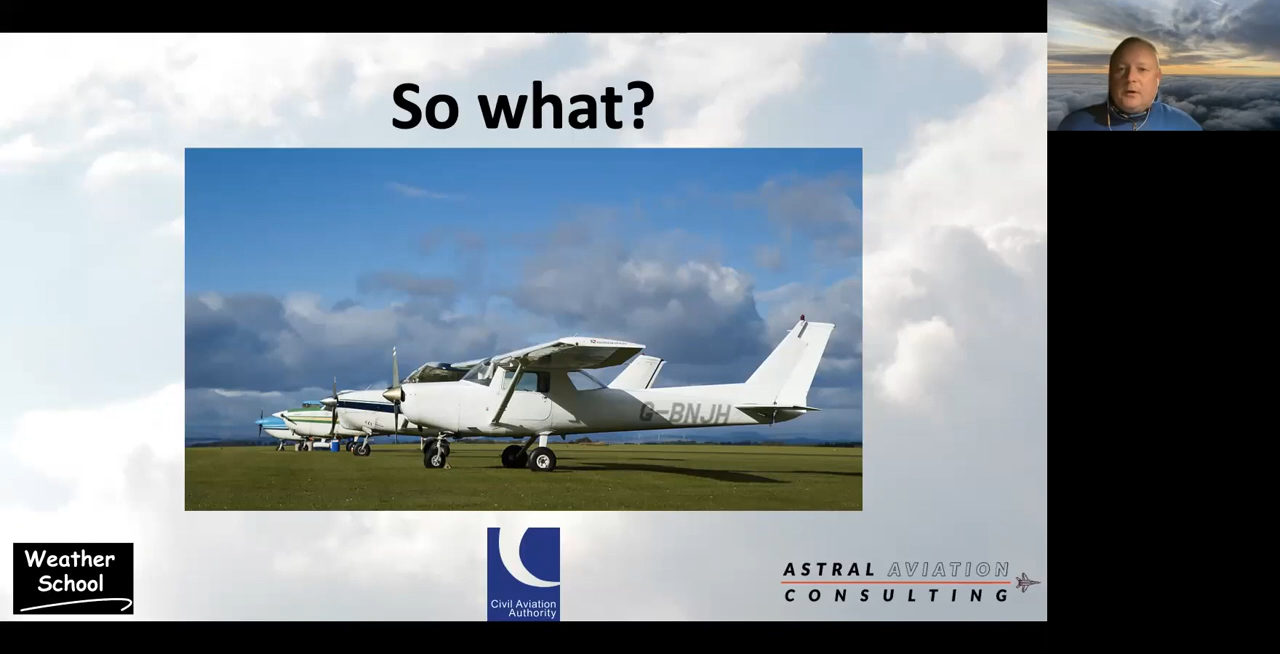 So what?
G-BNJH
Weather
School
Civil Aviation
Authority
ASTRAL AVIATION
CONSULTING